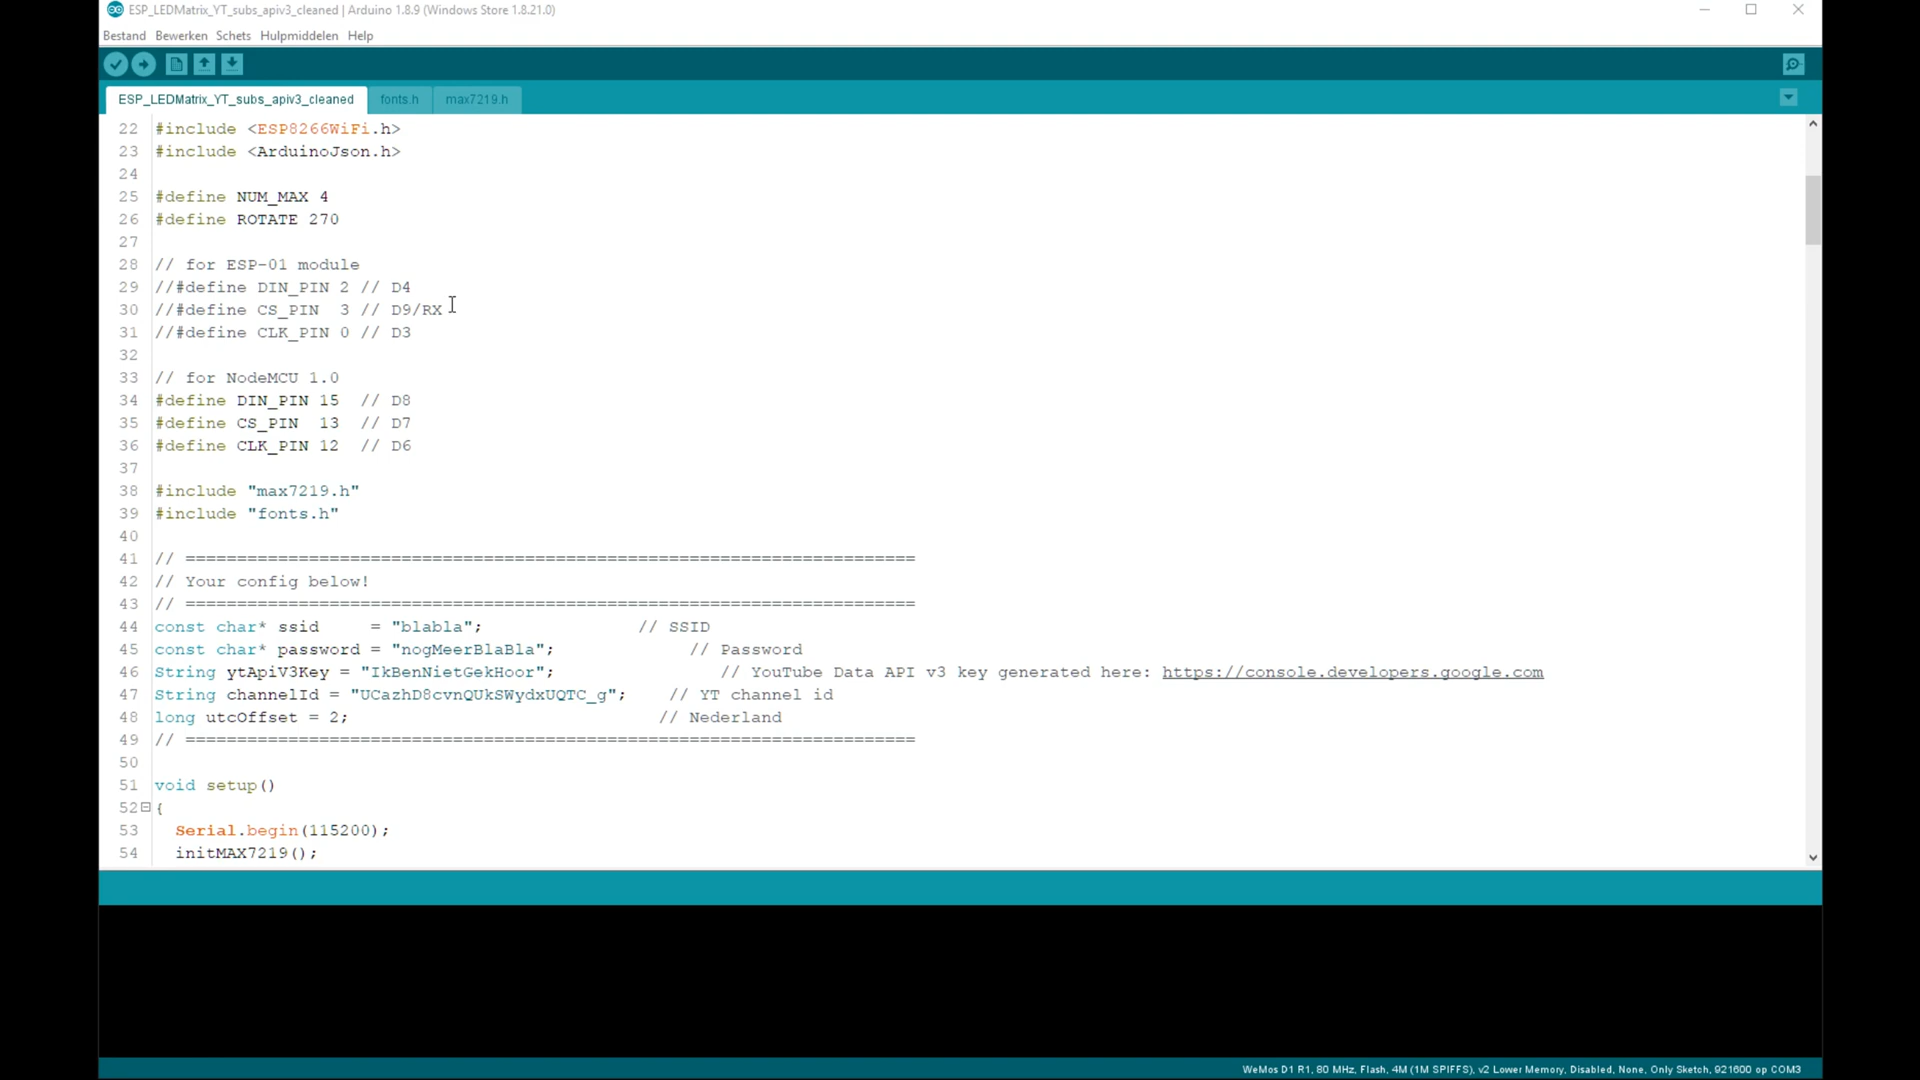 ESP_LEDMatrix_YT_subs_apiv3_cleaned | Arduino 1.8.9 (Windows Store 1.8.21.0)
Bestand Bewerken Schets Hulpmiddelen Help
ESP_LEDMatrix_YT_subs_apiv3_cleaned fonts.h max7219.h
22 #include <ESP8266WiFi.h>
23 #include <ArduinoJson.h>
24
25 #define NUM_MAX 4
26 #define ROTATE 270
27
28 // for ESP-01 module
29 //#define DIN_PIN 2 // D4
30 //#define CS_PIN  3 // D9/RX
31 //#define CLK_PIN 0 // D3
32
33 // for NodeMCU 1.0
34 #define DIN_PIN 15  // D8
35 #define CS_PIN  13  // D7
36 #define CLK_PIN 12  // D6
37
38 #include "max7219.h"
39 #include "fonts.h"
40
41 // =======================================================================
42 // Your config below!
43 // =======================================================================
44 const char* ssid     = "blabla";               // SSID
45 const char* password = "nogMeerBlaBla";             // Password
46 String ytApiV3Key = "IkBenNietGekHoor";                // YouTube Data API v3 key generated here: https://console.developers.google.com
47 String channelId = "UCazhD8cvnQUkSWydxUQTC_g";    // YT channel id
48 long utcOffset = 2;                              // Nederland
49 // =======================================================================
50
51 void setup()
52 {
53   Serial.begin(115200);
54   initMAX7219();
WeMos D1 R1, 80 MHz, Flash, 4M (1M SPIFFS), v2 Lower Memory, Disabled, None, Only Sketch, 921600 op COM3